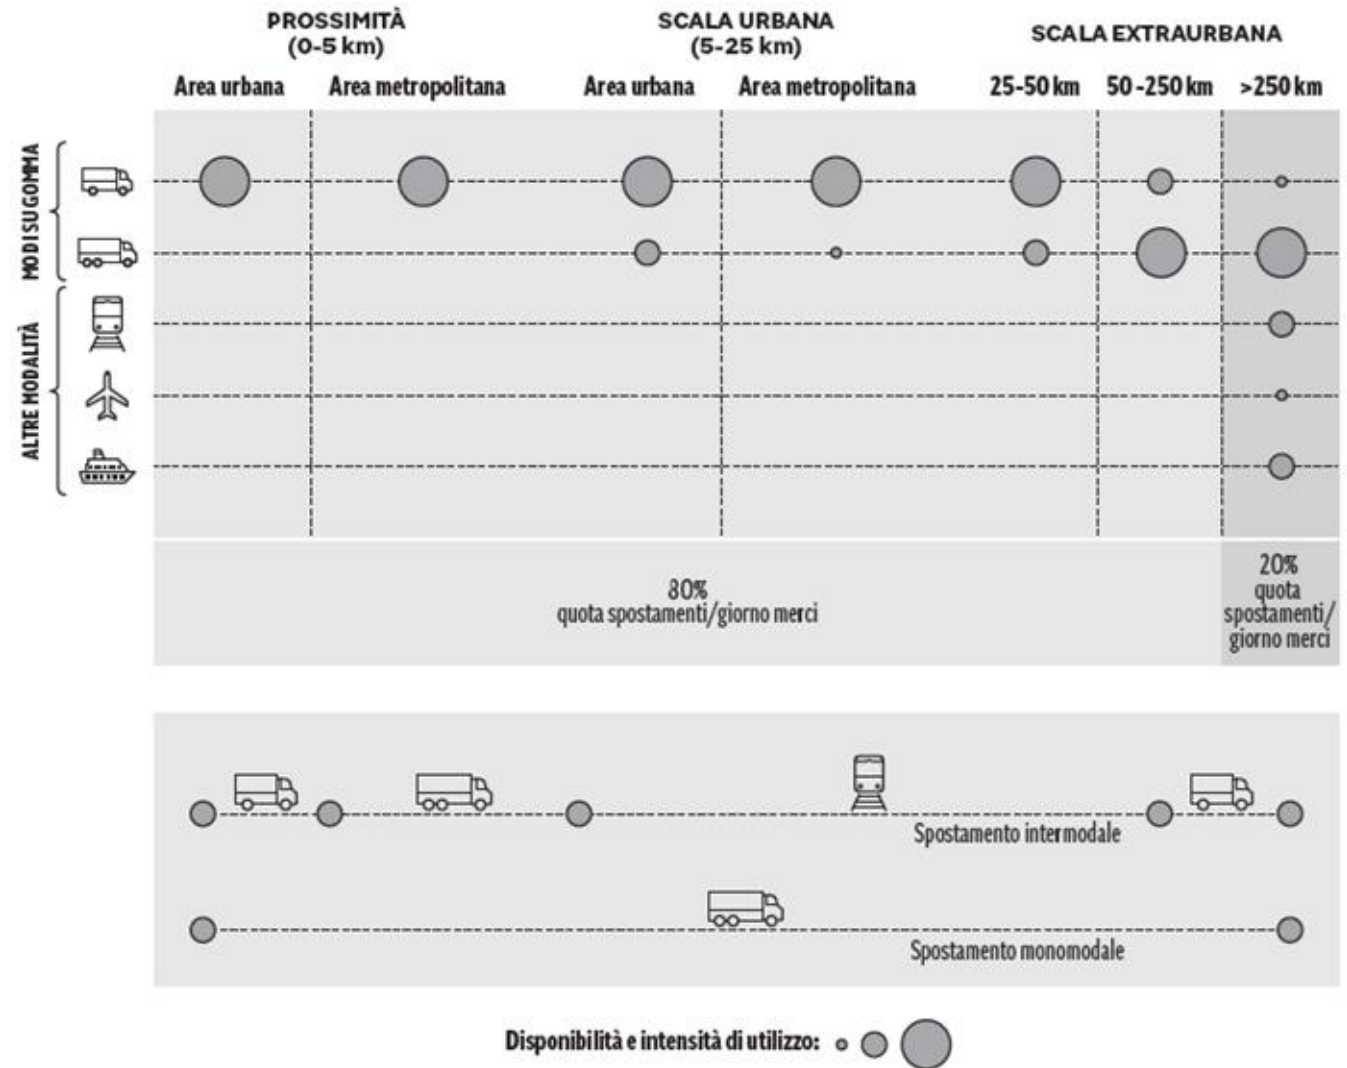 PROSSIMITÀ
(0-5 km)
SCALA URBANA
(5-25 km)
SCALA EXTRAURBANA
Area urbana
Area metropolitana
Area urbana
Area metropolitana
25-50 km
50 -250 km
>250 km
MODI SU GOMMA
ALTRE MODALITÀ
80%
quota spostamenti/giorno merci
20%
quota
spostamenti/
giorno merci
Spostamento intermodale
Spostamento monomodale
Disponibilità e intensità di utilizzo: